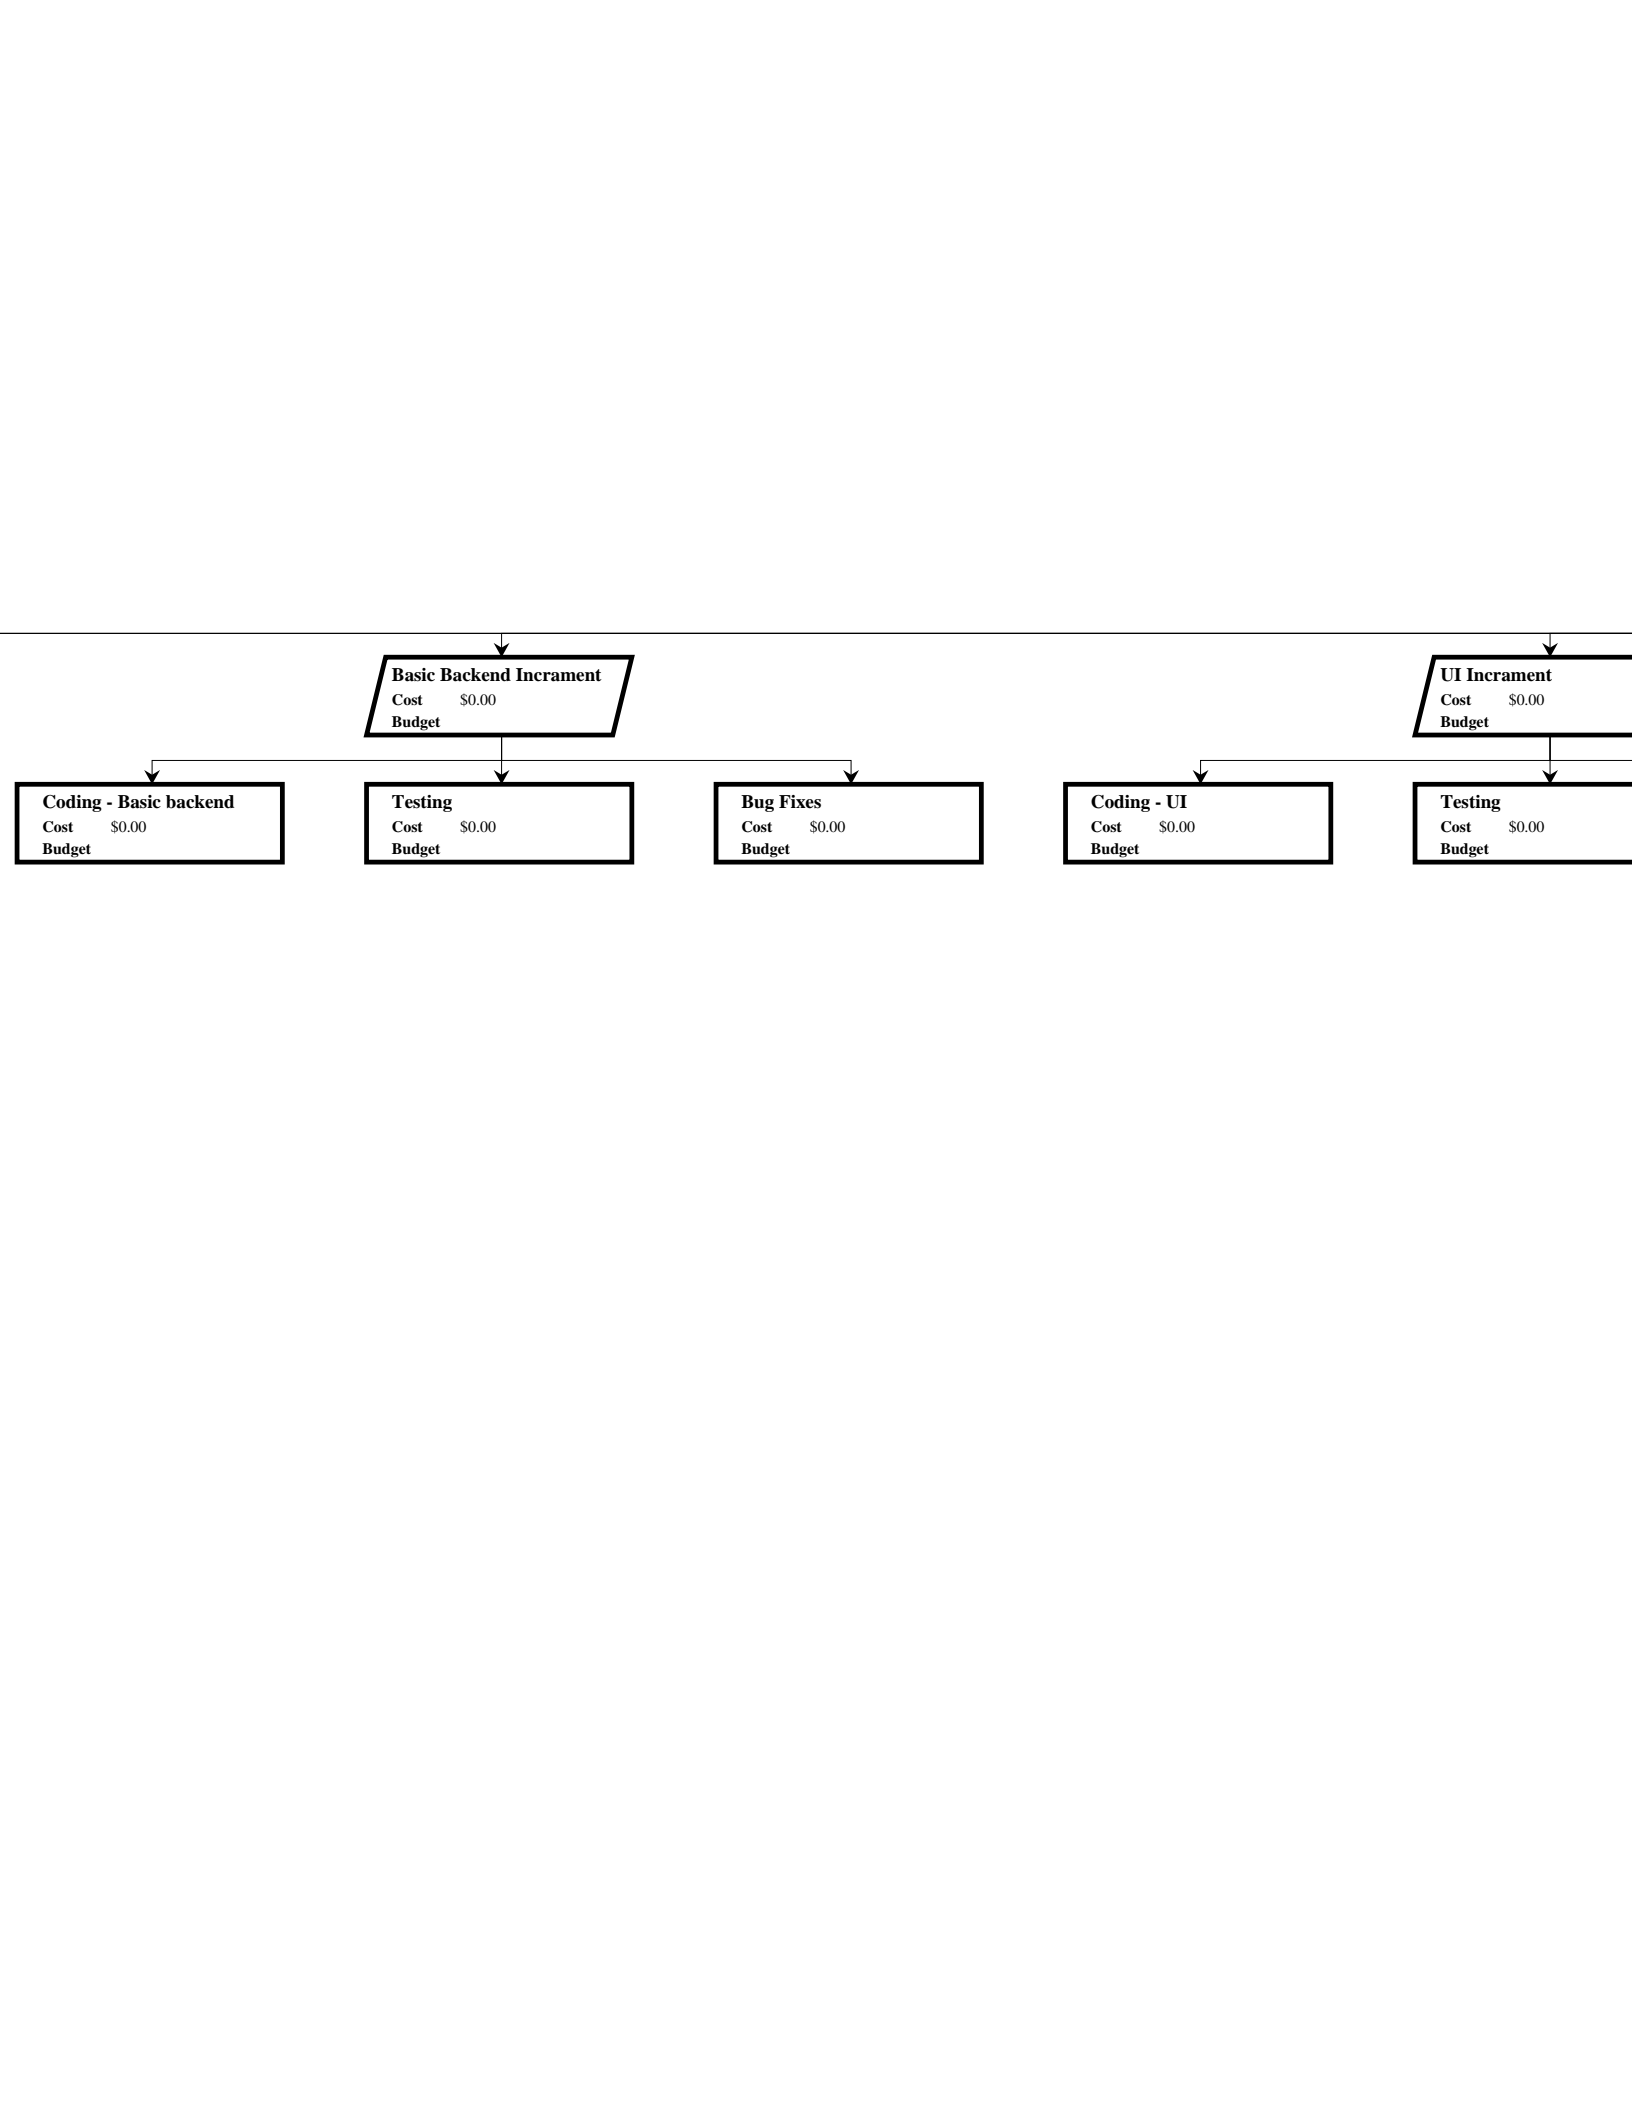 Basic Backend Incrament
Cost $0.00
Budget
UI Incrament
Cost $0.00
Budget
Coding - Basic backend
Cost $0.00
Budget
Testing
Cost $0.00
Budget
Bug Fixes
Cost $0.00
Budget
Coding - UI
Cost $0.00
Budget
Testing
Cost $0.00
Budget